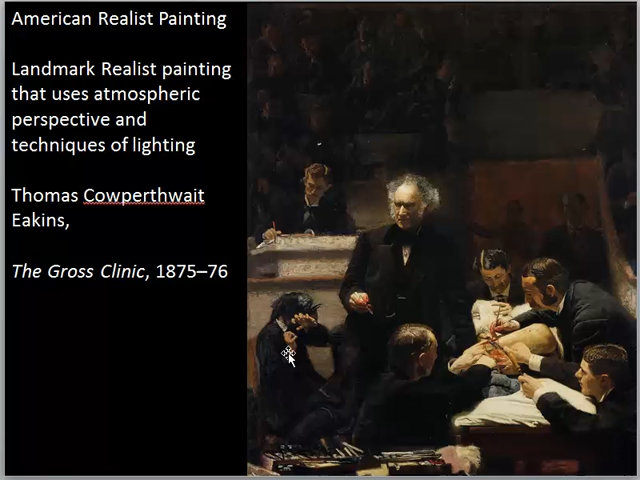 American Realist Painting
Landmark Realist painting
that uses atmospheric
perspective and
techniques of lighting
Thomas Cowperthwait
Eakins,
The Gross Clinic, 1875–76